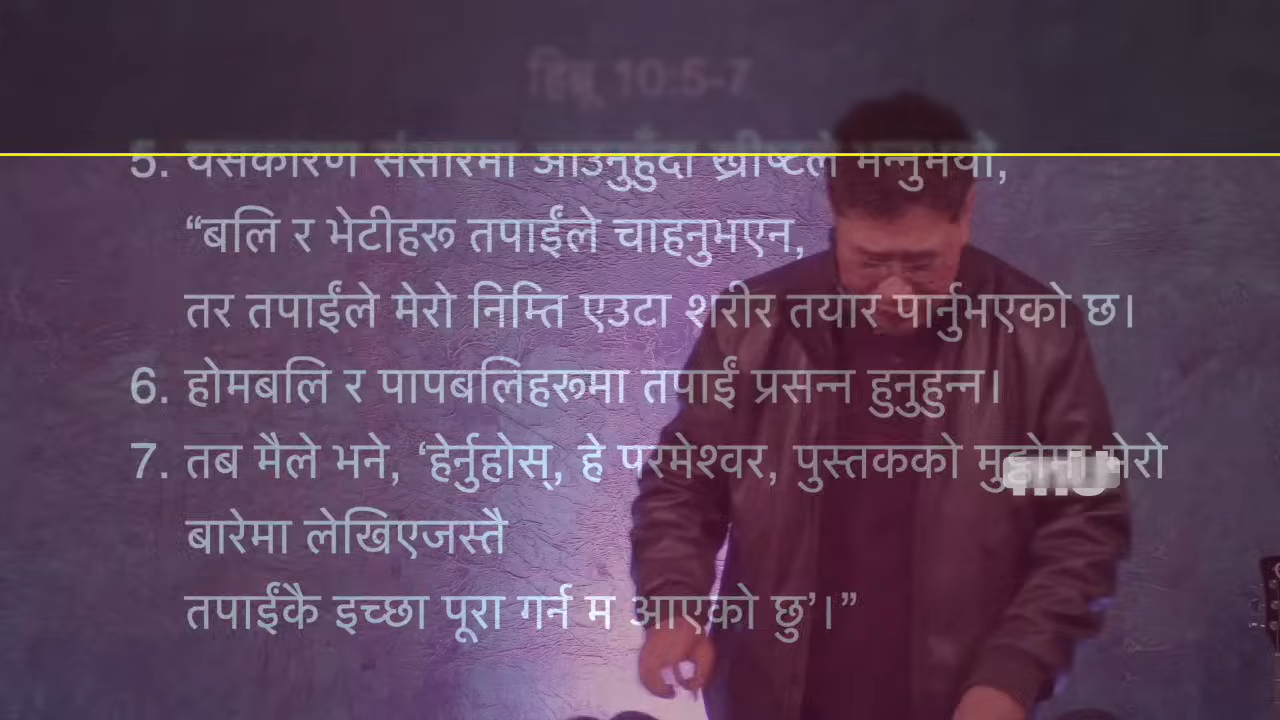 हिब्रू 10:5-7
5. यसकारण संसारमा आउनुहुँदा ख्रीष्टले भन्नुभयो,
“बलि र भेटीहरू तपाईंले चाहनुभएन,
तर तपाईंले मेरो निम्ति एउटा शरीर तयार पार्नुभएको छ।
6. होमबलि र पापबलिहरूमा तपाईं प्रसन्न हुनुहुन्न।
7. तब मैले भने, ‘हेर्नुहोस्, हे परमेश्वर, पुस्तकको मेरो
बारेमा लेखिएजस्तै
तपाईंकै इच्छा पूरा गर्न म आएको छु’।”